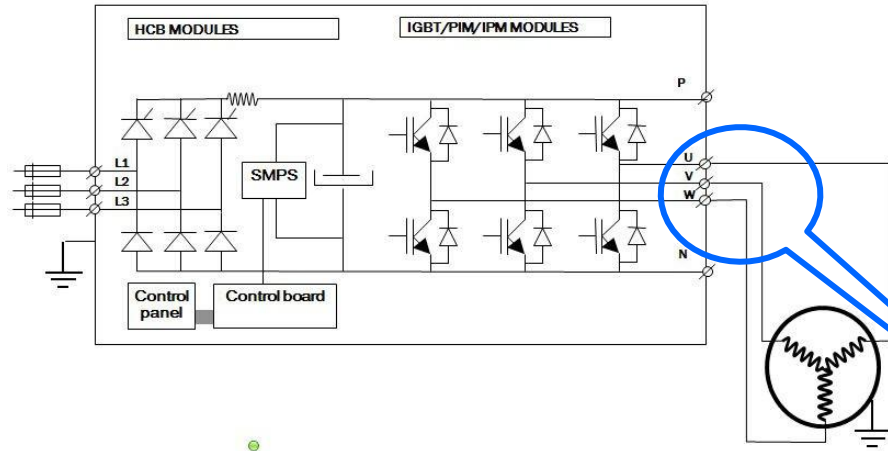 HCB MODULES
IGBT/PIM/IPM MODULES
P
L1
L2
L3
SMPS
U
V
W
N
Control
panel
Control board